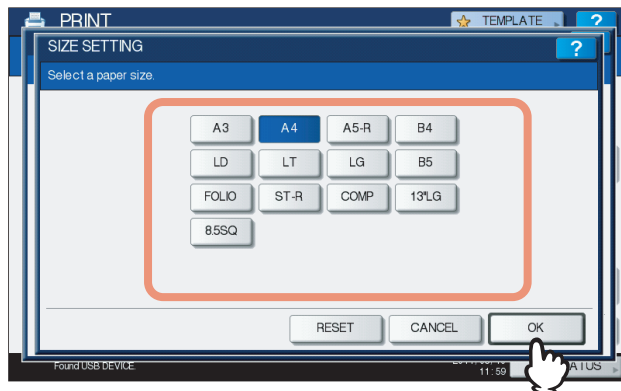 PRINT
TEMPLATE
?
SIZE SETTING
?
Select a paper size.
A3 A4 A5-R B4
LD LT LG B5
FOLIO ST-R COMP 13"LG
8.5SQ
RESET CANCEL OK
Found USB DEVICE.
11:59